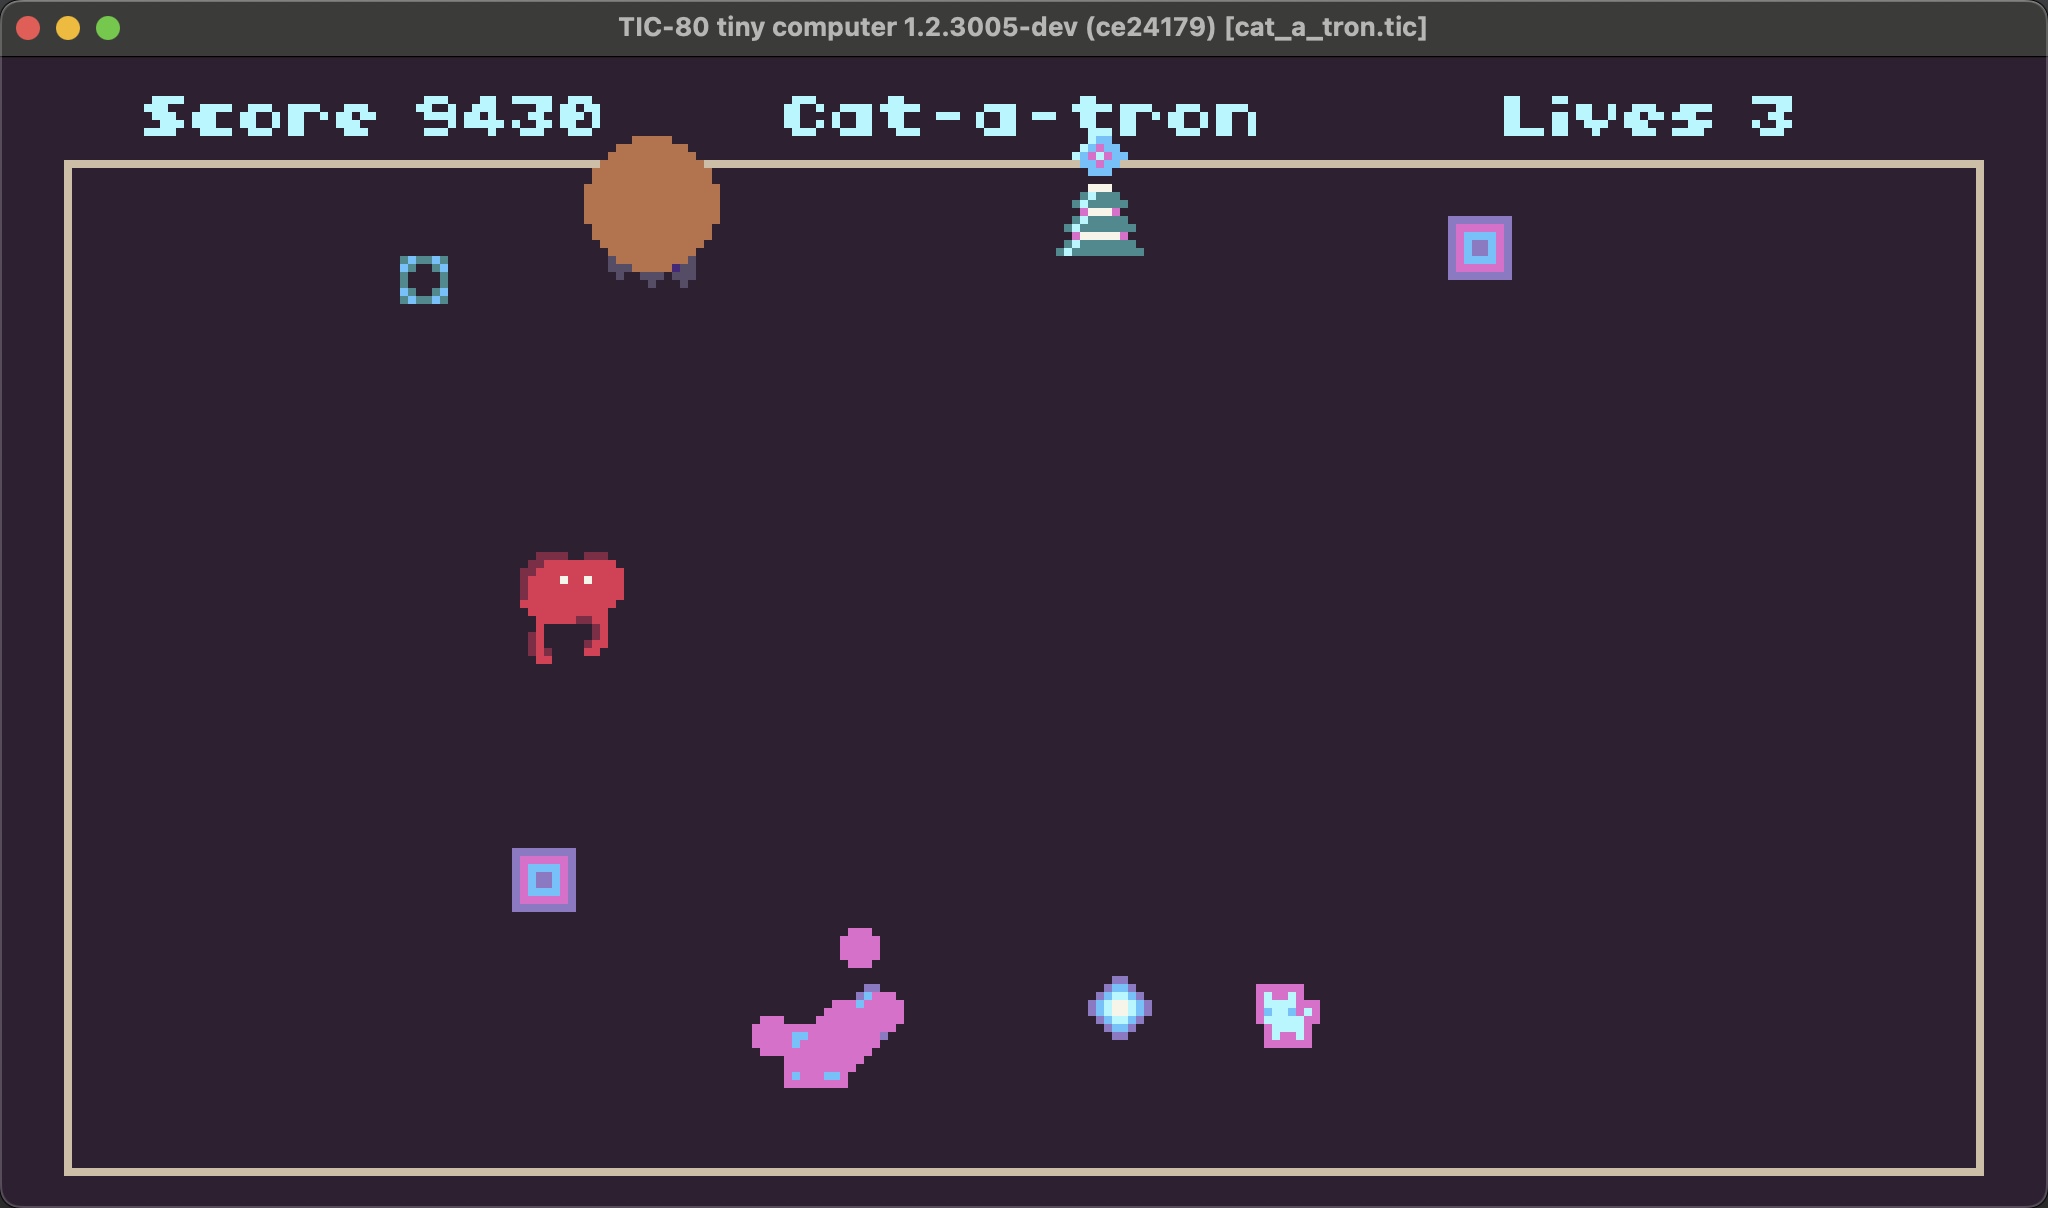 TIC-80 tiny computer 1.2.3005-dev (ce24179) [cat_a_tron.tic]
Score 9430 Cat-a-tron Lives 3